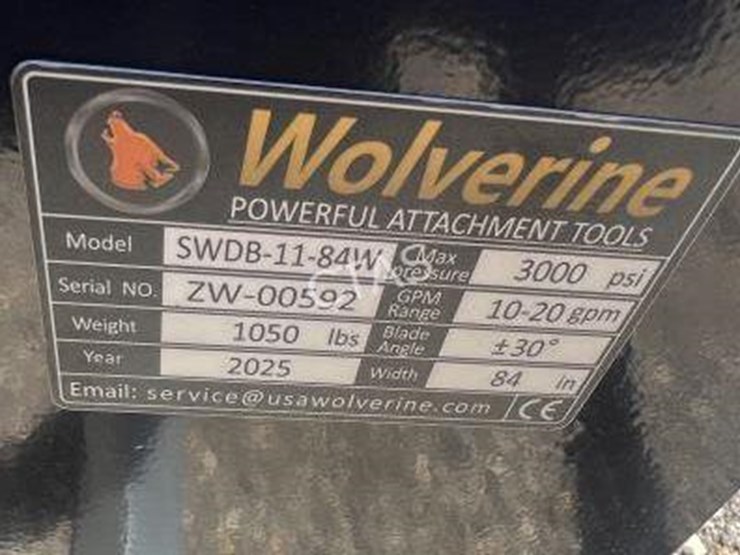 Wolverine
POWERFUL ATTACHMENT TOOLS
Model SWDB-11-84W Max pressure 3000 psi
Serial NO. ZW-00592 GPM Range 10-20 gpm
Weight 1050 lbs Blade Angle ±30°
Year 2025 Width 84 in
Email: service@usawolverine.com CE